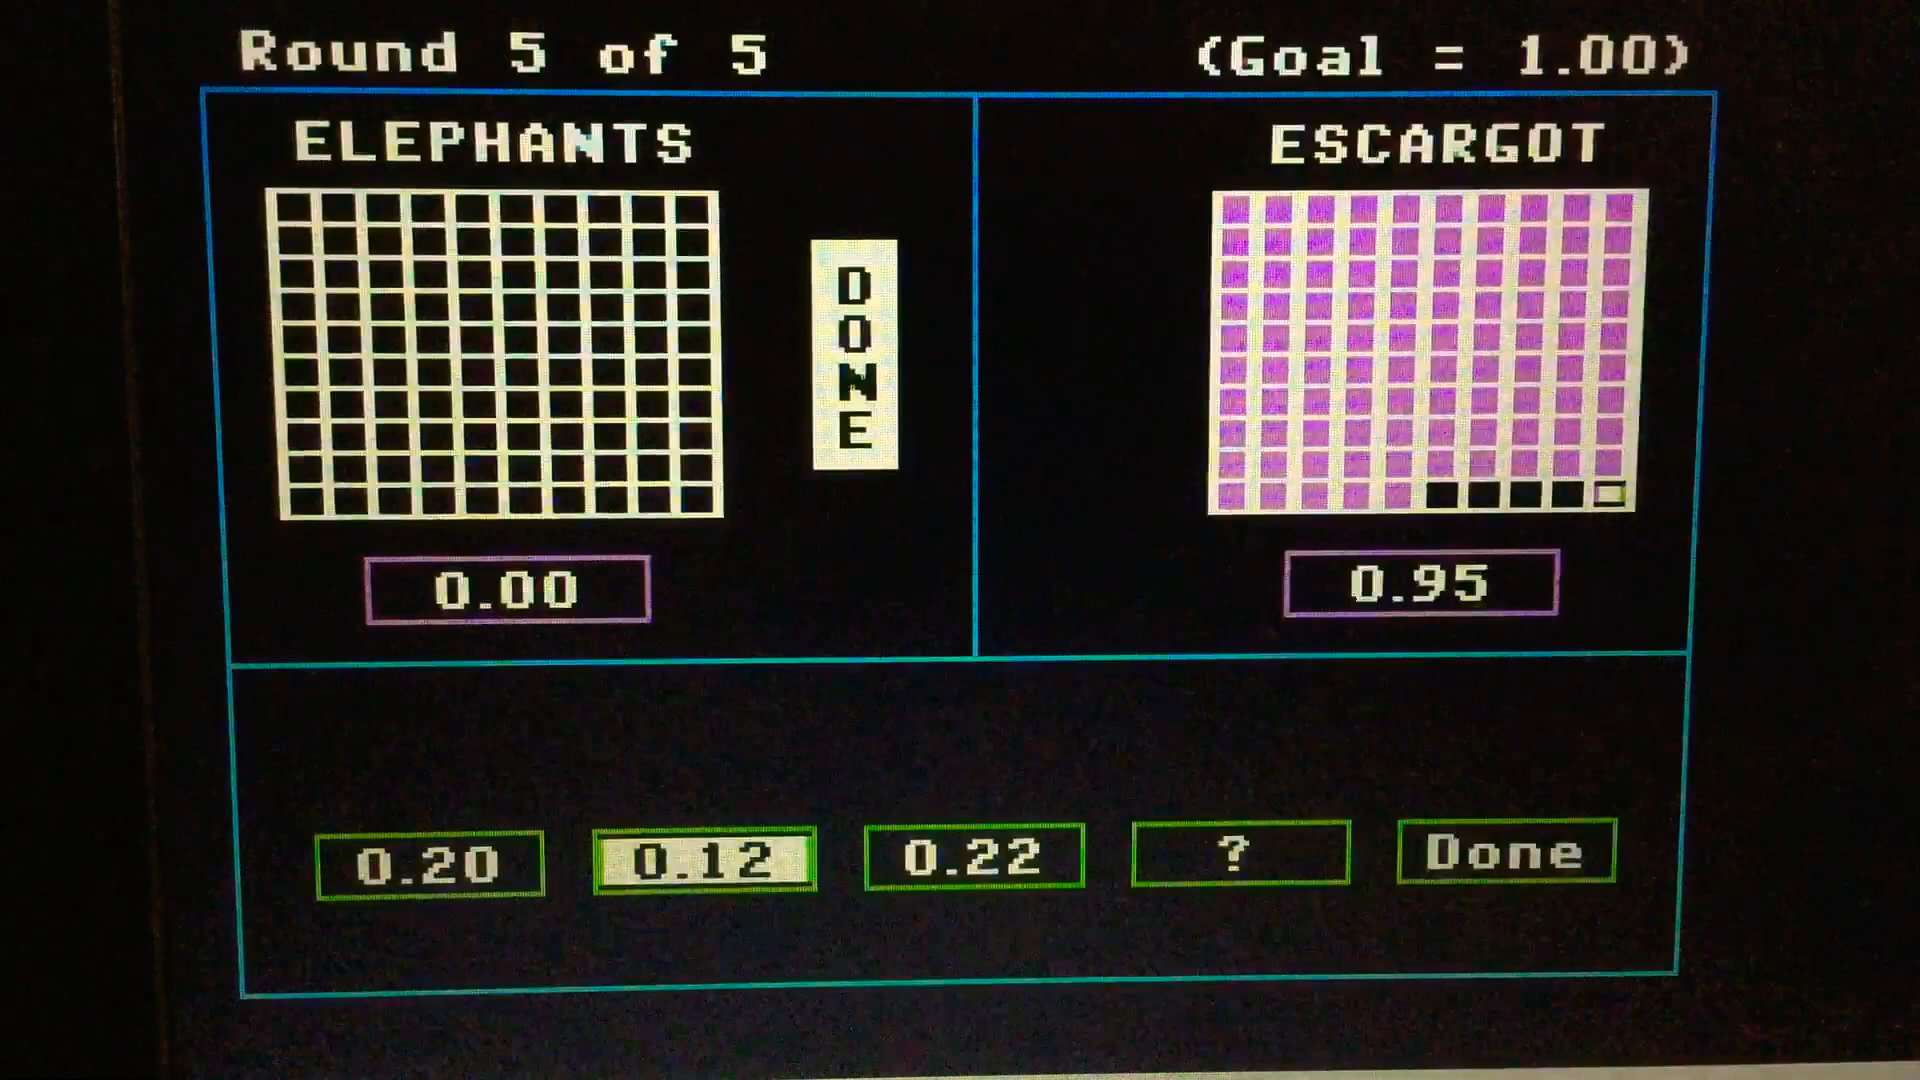 Round 5 of 5
(Goal = 1.00)
ELEPHANTS
ESCARGOT
DONE
0.00
0.95
0.20
0.12
0.22
?
Done